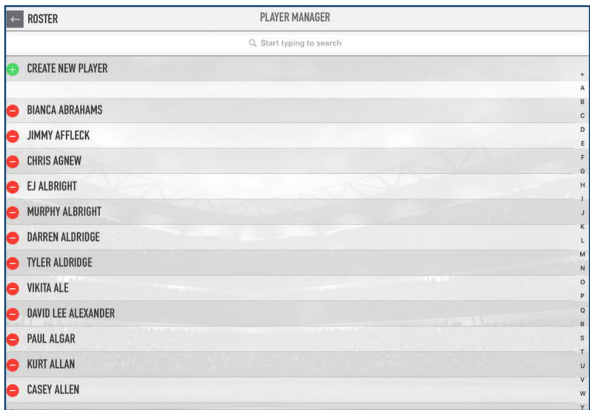 ← ROSTER PLAYER MANAGER
Start typing to search
CREATE NEW PLAYER
BIANCA ABRAHAMS
JIMMY AFFLECK
CHRIS AGNEW
EJ ALBRIGHT
MURPHY ALBRIGHT
DARREN ALDRIDGE
TYLER ALDRIDGE
VIKITA ALE
DAVID LEE ALEXANDER
PAUL ALGAR
KURT ALLAN
CASEY ALLEN
+
A
B
C
D
E
F
G
H
I
J
K
L
M
N
O
P
Q
R
S
T
U
V
W
Y